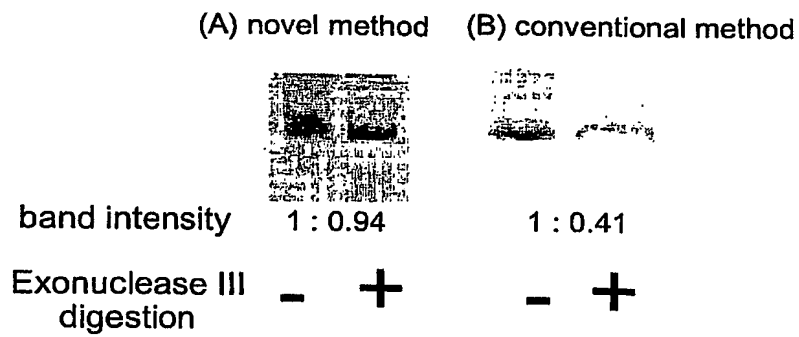 (A) novel method (B) conventional method
band intensity 1 : 0.94 1 : 0.41
Exonuclease III
digestion - + - +